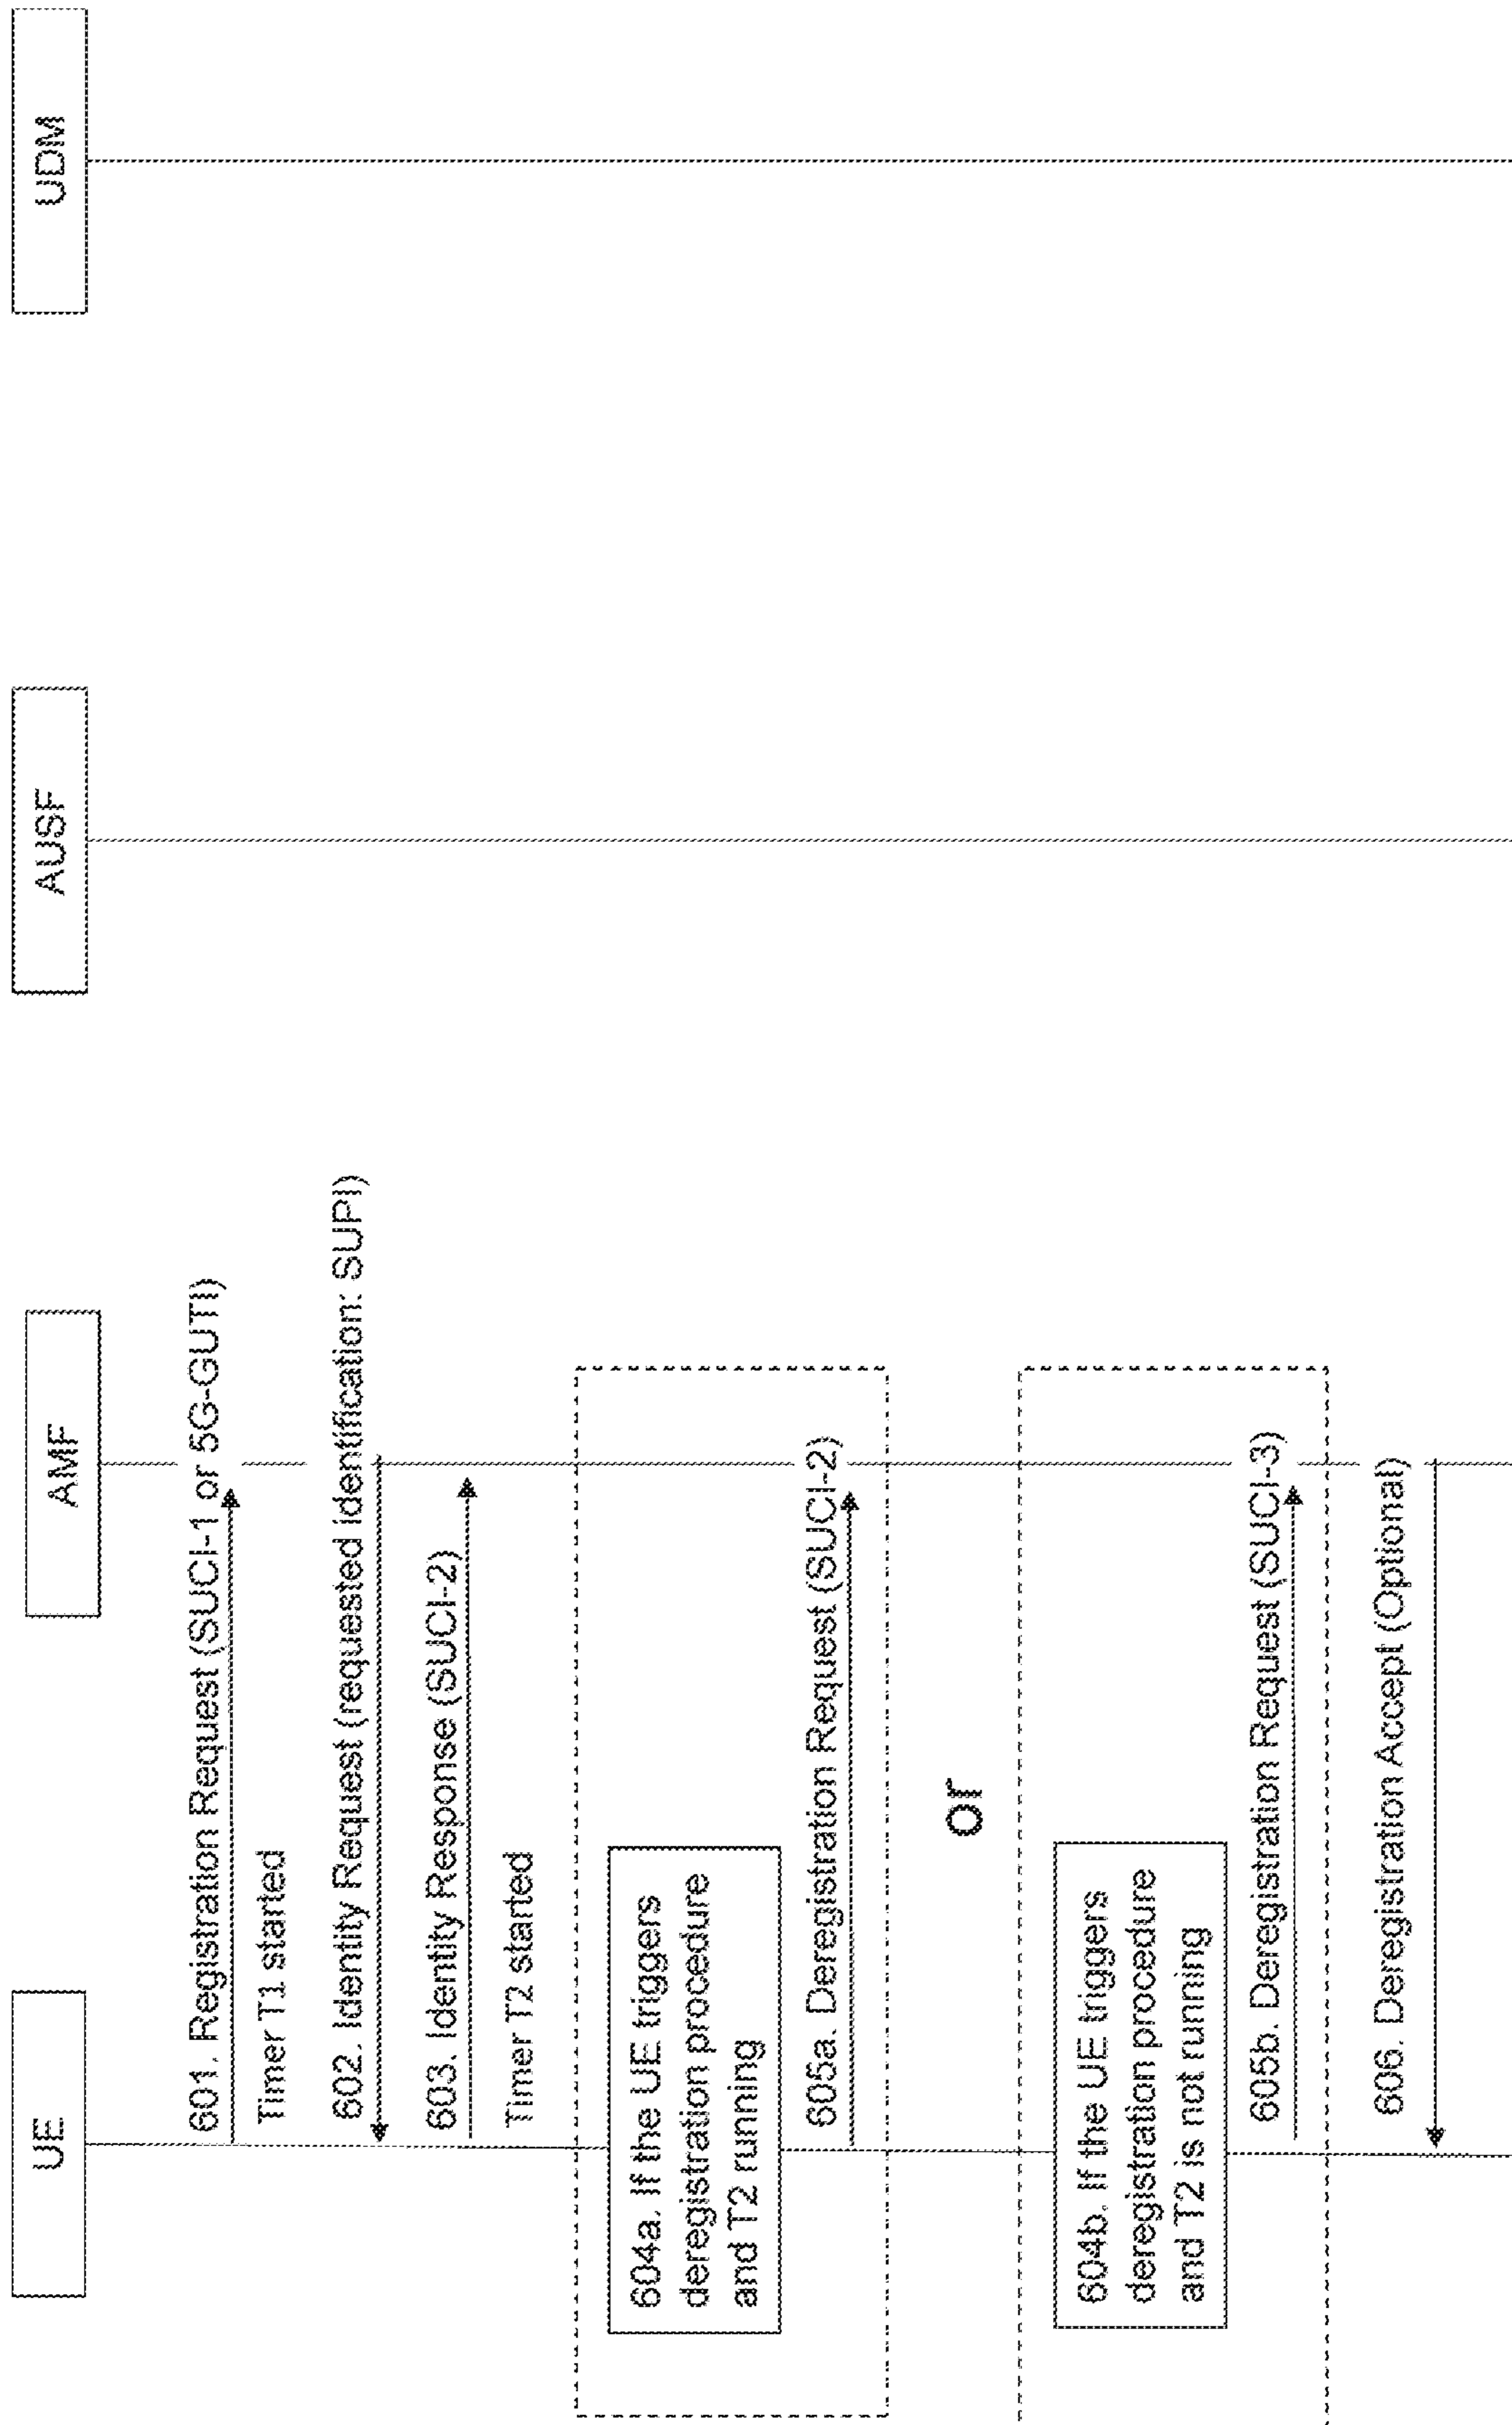 UE
AMF
AUSF
UDM
601. Registration Request (SUCI-1 or 5G-GUTI)
Timer T1 started
602. Identity Request (requested identification: SUPI)
603. Identity Response (SUCI-2)
Timer T2 started
604a. If the UE triggers
deregistration procedure
and T2 running
605a. Deregistration Request (SUCI-2)
or
604b. If the UE triggers
deregistration procedure
and T2 is not running
605b. Deregistration Request (SUCI-3)
606. Deregistration Accept (Optional)